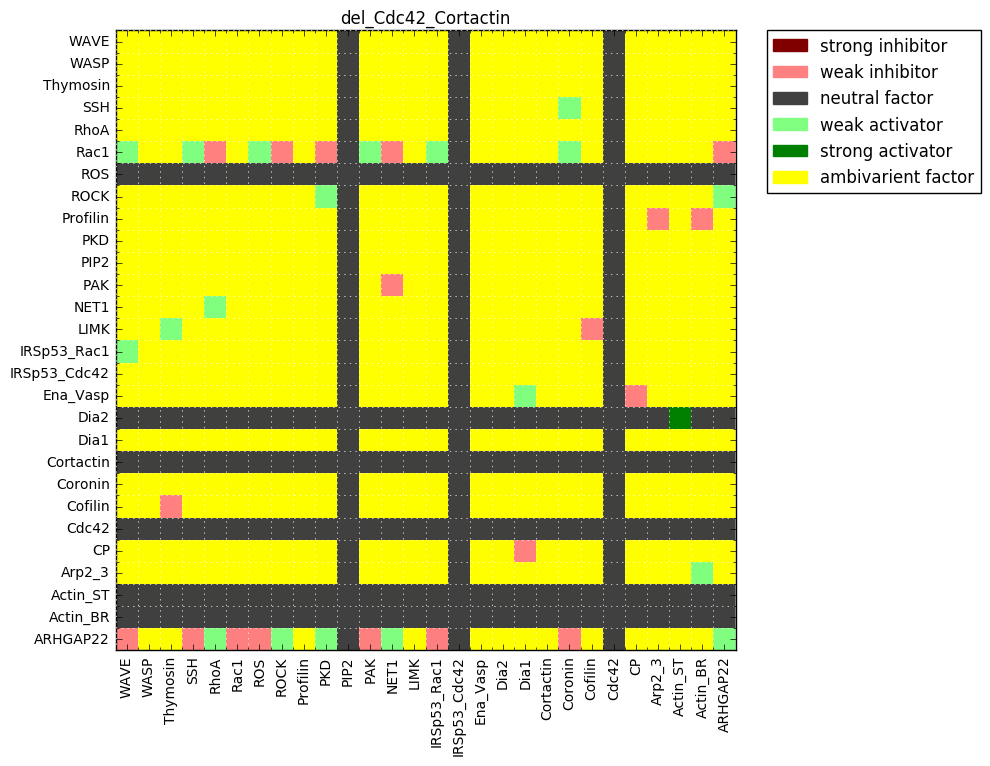 del_Cdc42_Cortactin
WAVE
WASP
Thymosin
SSH
RhoA
Rac1
ROS
ROCK
Profilin
PKD
PIP2
PAK
NET1
LIMK
IRSp53_Rac1
IRSp53_Cdc42
Ena_Vasp
Dia2
Dia1
Cortactin
Coronin
Cofilin
Cdc42
CP
Arp2_3
Actin_ST
Actin_BR
ARHGAP22
WAVE
WASP
Thymosin
SSH
RhoA
Rac1
ROS
ROCK
Profilin
PKD
PIP2
PAK
NET1
LIMK
IRSp53_Rac1
IRSp53_Cdc42
Ena_Vasp
Dia2
Dia1
Cortactin
Coronin
Cofilin
Cdc42
CP
Arp2_3
Actin_ST
Actin_BR
ARHGAP22
strong inhibitor
weak inhibitor
neutral factor
weak activator
strong activator
ambivarient factor